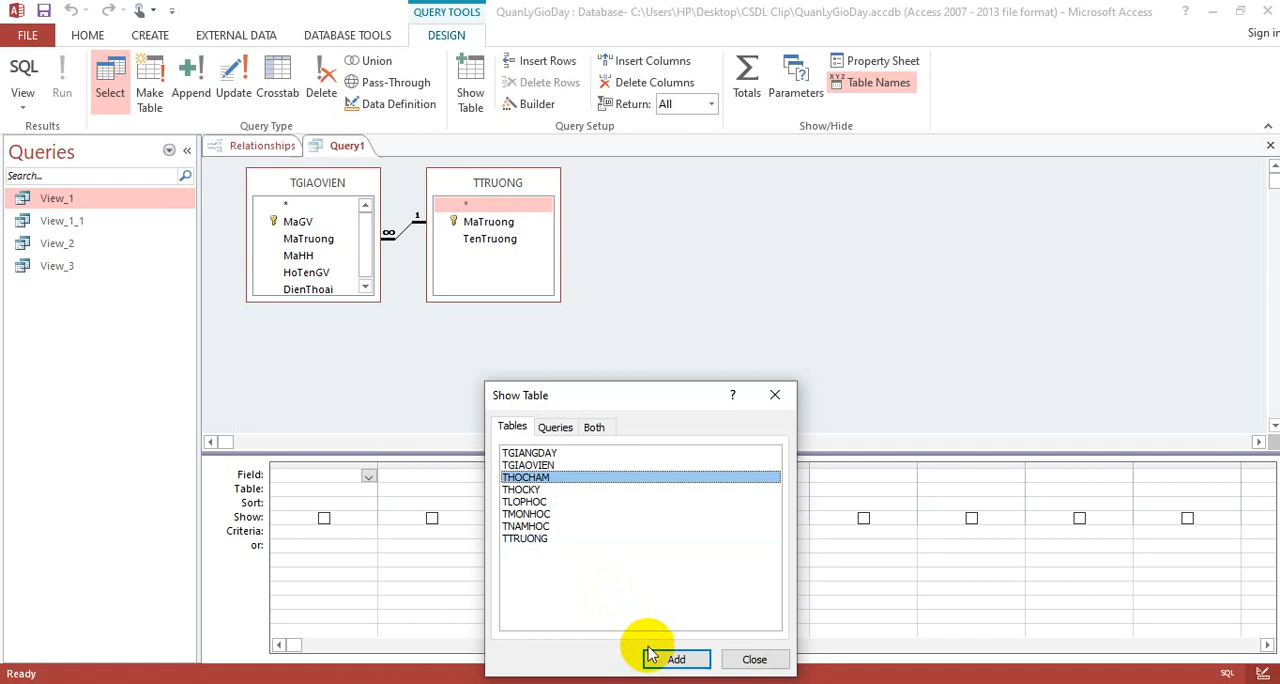 QUERY TOOLS
QuanLyGioDay : Database- C:\Users\HP\Desktop\CSDL Clip\QuanLyGioDay.accdb (Access 2007 - 2013 file format) - Microsoft Access
FILE HOME CREATE EXTERNAL DATA DATABASE TOOLS DESIGN
Sign in
SQL View
Run
Select
Make Table
Append
Update
Crosstab
Delete
Union
Pass-Through
Data Definition
Show Table
Insert Rows
Delete Rows
Builder
Insert Columns
Delete Columns
Return: All
Totals
Parameters
Property Sheet
Table Names
Results
Query Type
Query Setup
Show/Hide
Queries
Search...
View_1
View_1_1
View_2
View_3
Relationships
Query1
TGIAOVIEN
*
MaGV
MaTruong
MaHH
HoTenGV
DienThoai
∞
1
TTRUONG
*
MaTruong
TenTruong
Show Table
?
Tables Queries Both
TGIANGDAY
TGIAOVIEN
THOCHAM
THOCKY
TLOPHOC
TMONHOC
TNAMHOC
TTRUONG
Add
Close
Field:
Table:
Sort:
Show:
Criteria:
or:
Ready
SQL